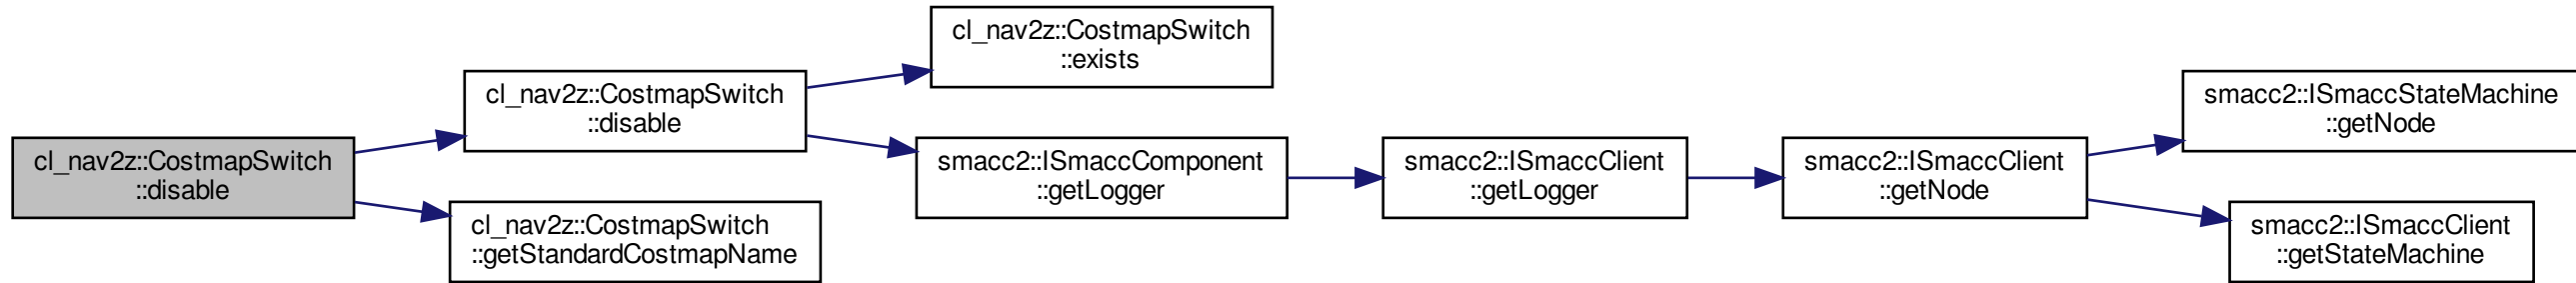 cl_nav2z::CostmapSwitch
::disable
cl_nav2z::CostmapSwitch
::disable
cl_nav2z::CostmapSwitch
::getStandardCostmapName
cl_nav2z::CostmapSwitch
::exists
smacc2::ISmaccComponent
::getLogger
smacc2::ISmaccClient
::getLogger
smacc2::ISmaccClient
::getNode
smacc2::ISmaccStateMachine
::getNode
smacc2::ISmaccClient
::getStateMachine